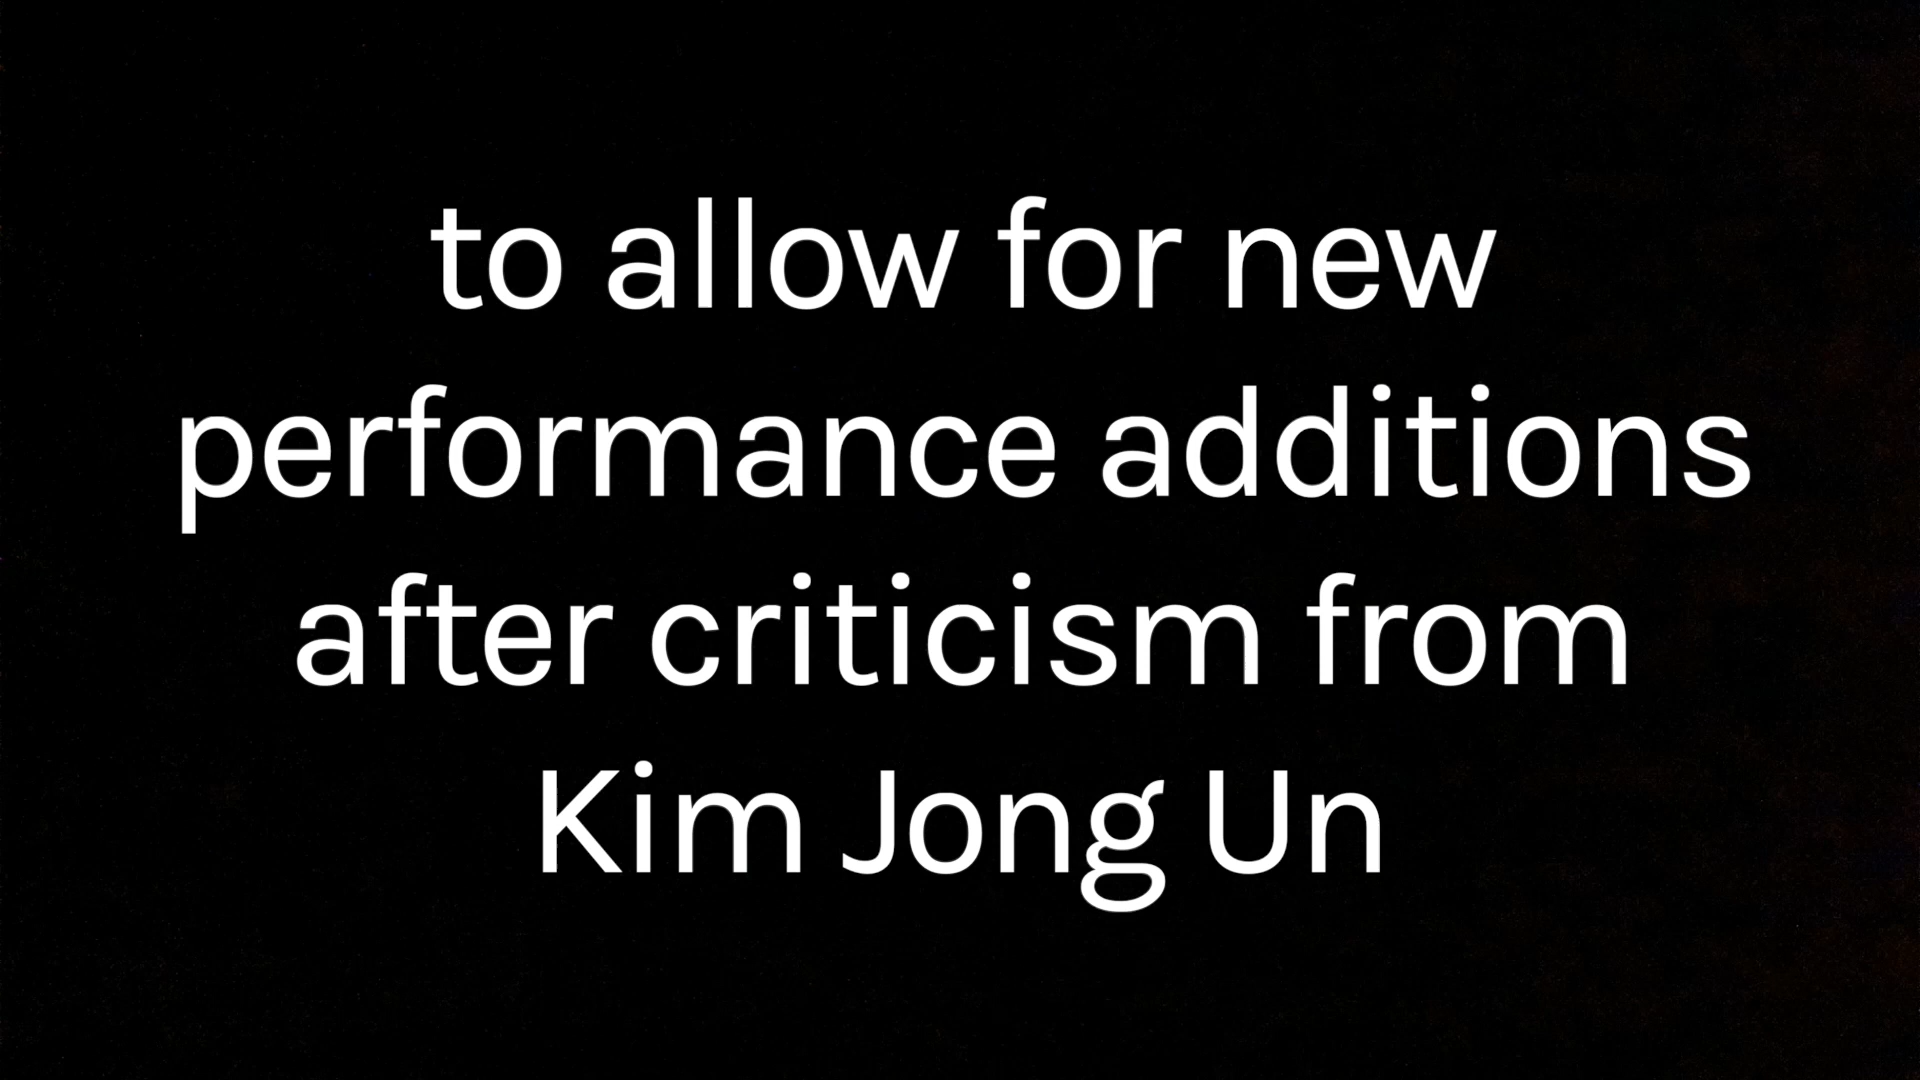 to allow for new
performance additions
after criticism from
Kim Jong Un